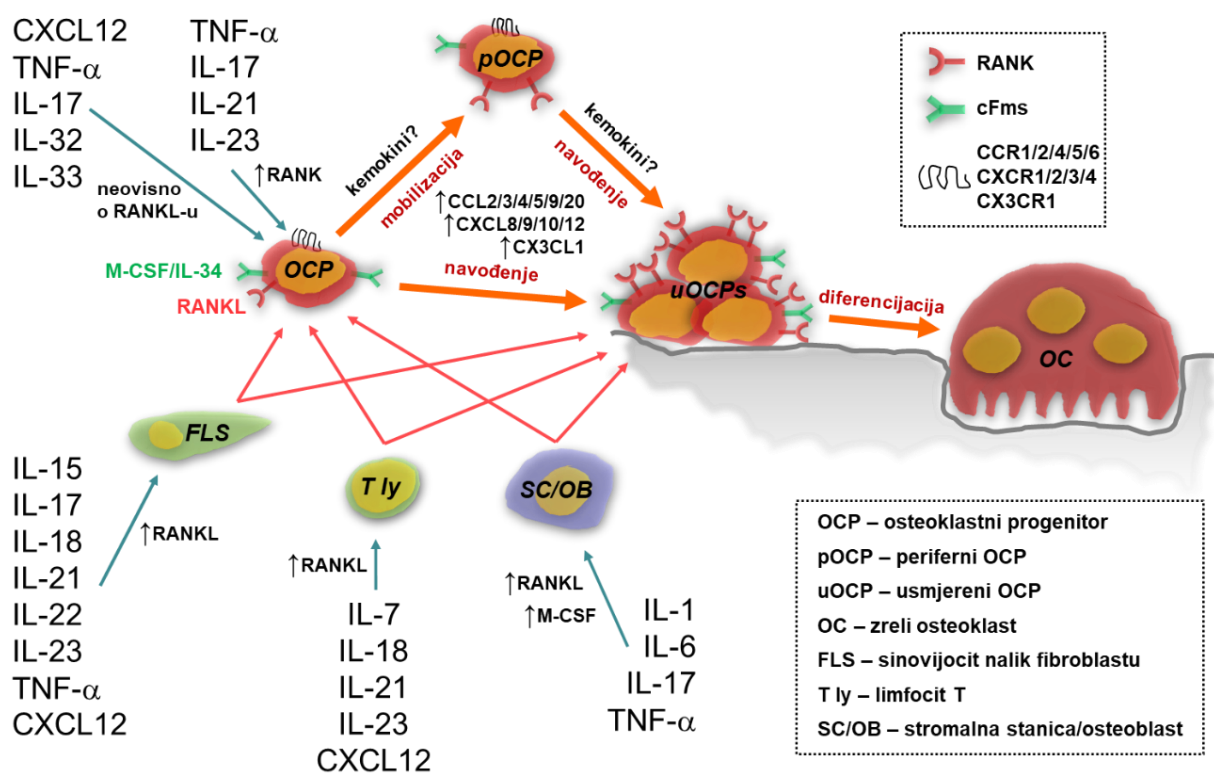 CXCL12
TNF-α
IL-17
IL-32
IL-33
TNF-α
IL-17
IL-21
IL-23
↑RANK
neovisno
o RANKL-u
M-CSF/IL-34
RANKL
OCP
pOCP
kemokini?
mobilizacija
kemokini?
navođenje
↑CCL2/3/4/5/9/20
↑CXCL8/9/10/12
↑CX3CL1
navođenje
uOCPs
diferencijacija
OC
RANK
cFms
CCR1/2/4/5/6
CXCR1/2/3/4
CX3CR1
FLS
IL-15
IL-17
IL-18
IL-21
IL-22
IL-23
TNF-α
CXCL12
↑RANKL
T ly
↑RANKL
IL-7
IL-18
IL-21
IL-23
CXCL12
SC/OB
↑RANKL
↑M-CSF
IL-1
IL-6
IL-17
TNF-α
OCP – osteoklastni progenitor
pOCP – periferni OCP
uOCP – usmjereni OCP
OC – zreli osteoklast
FLS – sinovijocit nalik fibroblastu
T ly – limfocit T
SC/OB – stromalna stanica/osteoblast